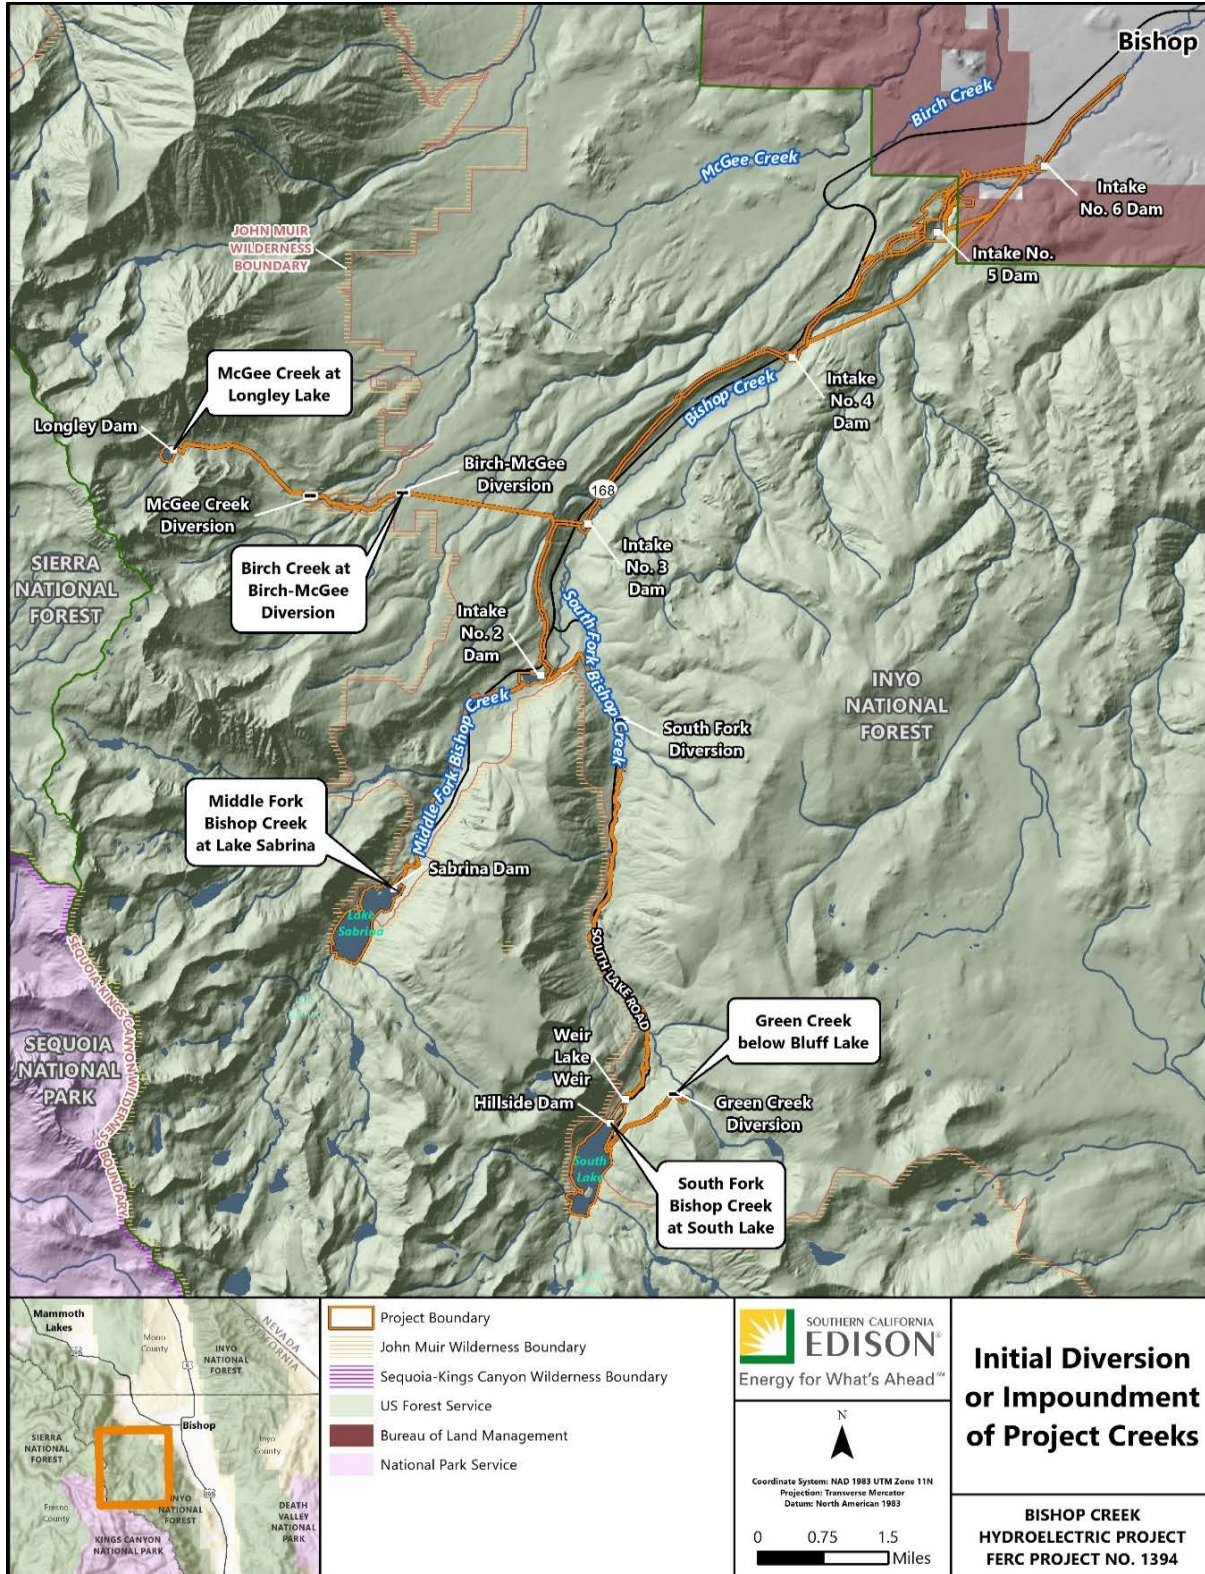 Bishop
Birch Creek
McGee Creek
Intake
No. 6 Dam
JOHN MUIR
WILDERNESS
BOUNDARY
Intake No.
5 Dam
McGee Creek at
Longley Lake
Intake
No. 4
Dam
Bishop Creek
Longley Dam
Birch-McGee
Diversion
168
McGee Creek
Diversion
Intake
No. 3
Dam
SIERRA
NATIONAL
FOREST
Birch Creek at
Birch-McGee
Diversion
Intake
No. 2
Dam
South Fork Bishop Creek
INYO
NATIONAL
FOREST
Middle Fork Bishop Creek
South Fork
Diversion
Middle Fork
Bishop Creek
at Lake Sabrina
Sabrina Dam
Lake
Sabrina
SEQUOIA-KINGS CANYON WILDERNESS
BOUNDARY
SOUTH LAKE ROAD
SEQUOIA
NATIONAL
PARK
Weir
Lake
Weir
Green Creek
below Bluff Lake
Hillside Dam
Green Creek
Diversion
South
Lake
South Fork
Bishop Creek
at South Lake
Mammoth
Lakes
Mono
County
NEVADA
CALIFORNIA
INYO
NATIONAL
FOREST
6
395
Bishop
SIERRA
NATIONAL
FOREST
Inyo
County
395
INYO
NATIONAL
FOREST
Fresno
County
KINGS CANYON
NATIONAL PARK
DEATH
VALLEY
NATIONAL
PARK
Project Boundary
John Muir Wilderness Boundary
Sequoia-Kings Canyon Wilderness Boundary
US Forest Service
Bureau of Land Management
National Park Service
SOUTHERN CALIFORNIA
EDISON®
Energy for What's Ahead℠
N
Coordinate System: NAD 1983 UTM Zone 11N
Projection: Transverse Mercator
Datum: North American 1983
0 0.75 1.5
Miles
Initial Diversion
or Impoundment
of Project Creeks
BISHOP CREEK
HYDROELECTRIC PROJECT
FERC PROJECT NO. 1394